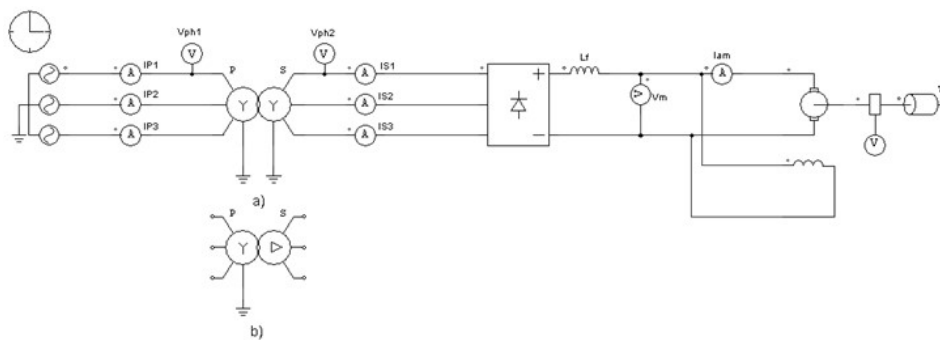 Vph1
Vph2
IP1
P
S
IS1
Lf
Iam
T
V
V
A
A
A
A
IP2
Y
Y
A
IS2
V
Vm
IP3
A
A
IS3
V
a)
P
S
Y
b)